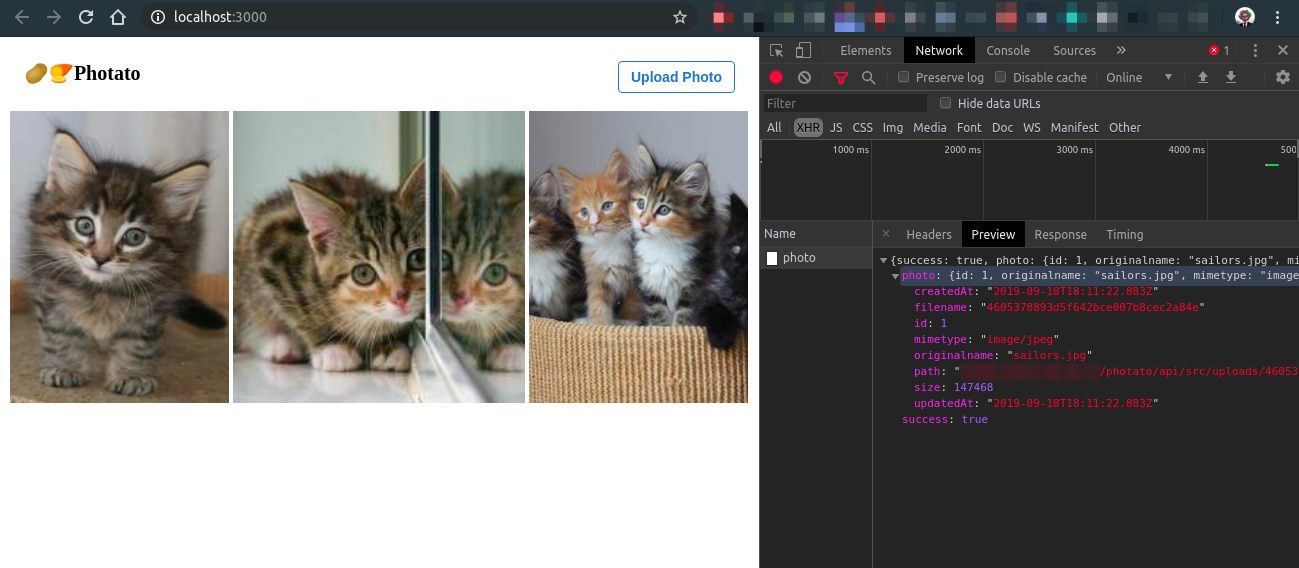 localhost:3000
Photato
Upload Photo
Elements Network Console Sources » 1
Preserve log Disable cache Online
Filter Hide data URLs
All XHR JS CSS Img Media Font Doc WS Manifest Other
1000 ms 2000 ms 3000 ms 4000 ms 500
Name
photo
× Headers Preview Response Timing
{success: true, photo: {id: 1, originalname: "sailors.jpg", mi
photo: {id: 1, originalname: "sailors.jpg", mimetype: "image
createdAt: "2019-09-18T18:11:22.883Z"
filename: "4605378893d5f642bce007b8cec2a84e"
id: 1
mimetype: "image/jpeg"
originalname: "sailors.jpg"
path: " /photato/api/src/uploads/46053
size: 147468
updatedAt: "2019-09-18T18:11:22.883Z"
success: true